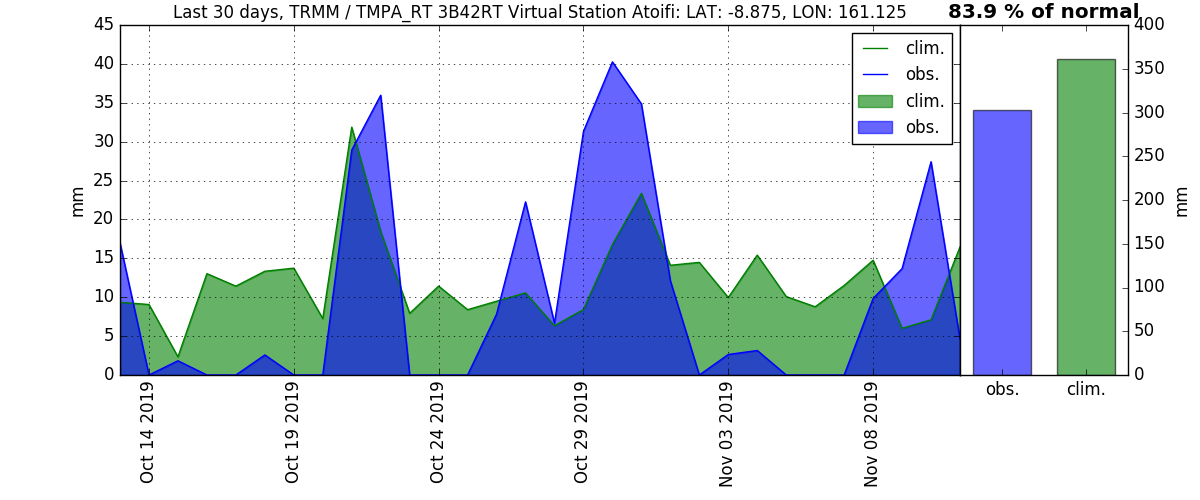 Last 30 days, TRMM / TMPA_RT 3B42RT Virtual Station Atoifi: LAT: -8.875, LON: 161.125
83.9 % of normal
45
40
35
30
25
20
15
10
5
0
mm
clim.
obs.
clim.
obs.
Oct 14 2019
Oct 19 2019
Oct 24 2019
Oct 29 2019
Nov 03 2019
Nov 08 2019
400
350
300
250
200
150
100
50
0
mm
obs.
clim.